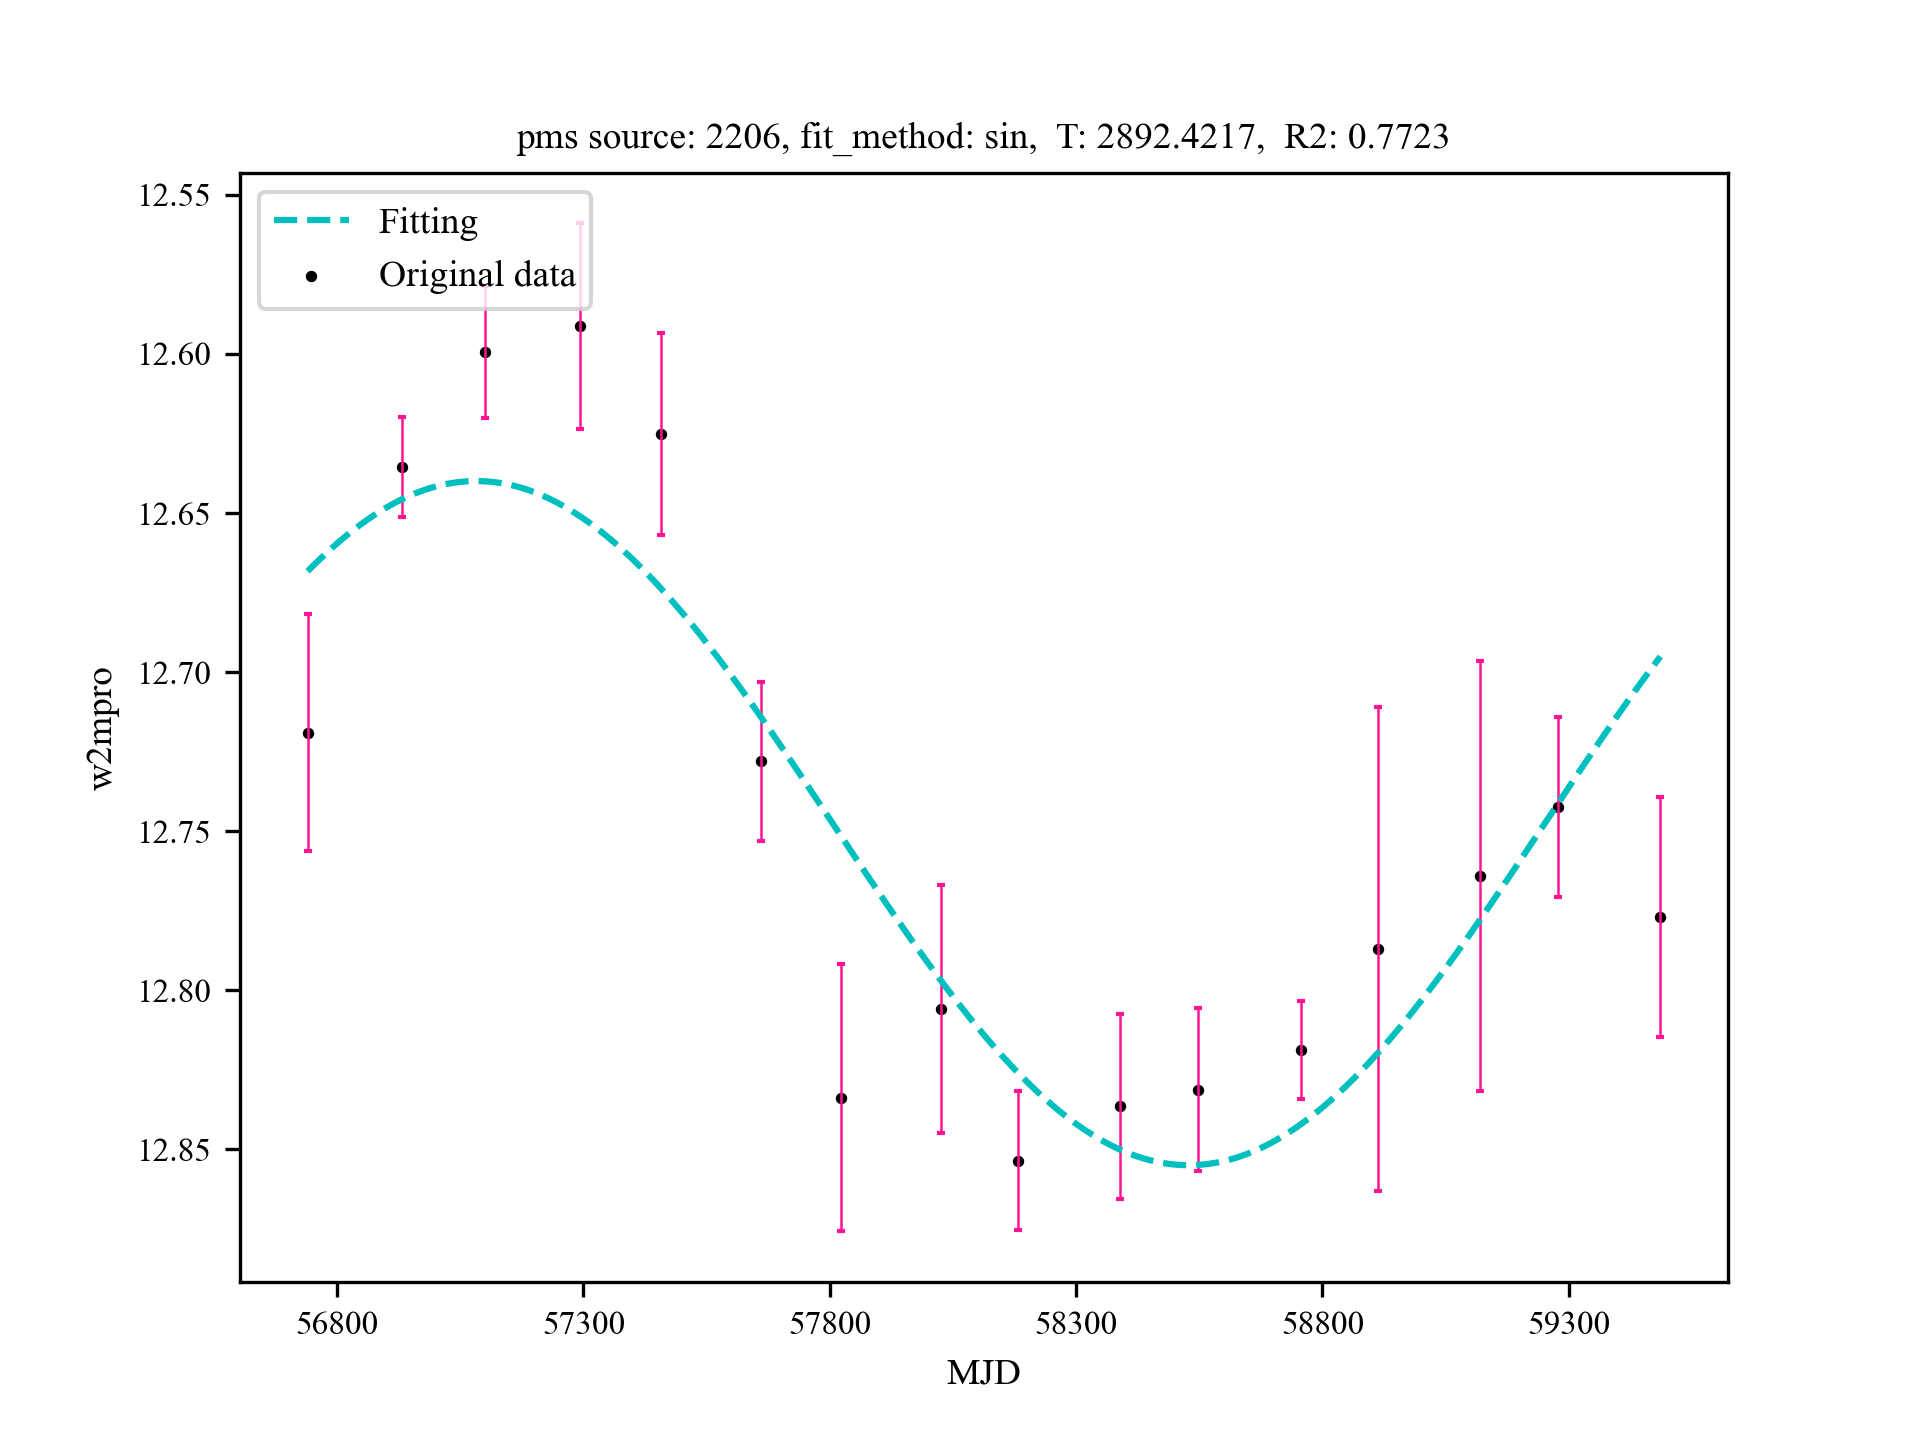 pms source: 2206, fit_method: sin,  T: 2892.4217,  R2: 0.7723
Fitting
Original data
12.55
12.60
12.65
12.70
12.75
12.80
12.85
w2mpro
56800 57300 57800 58300 58800 59300
MJD